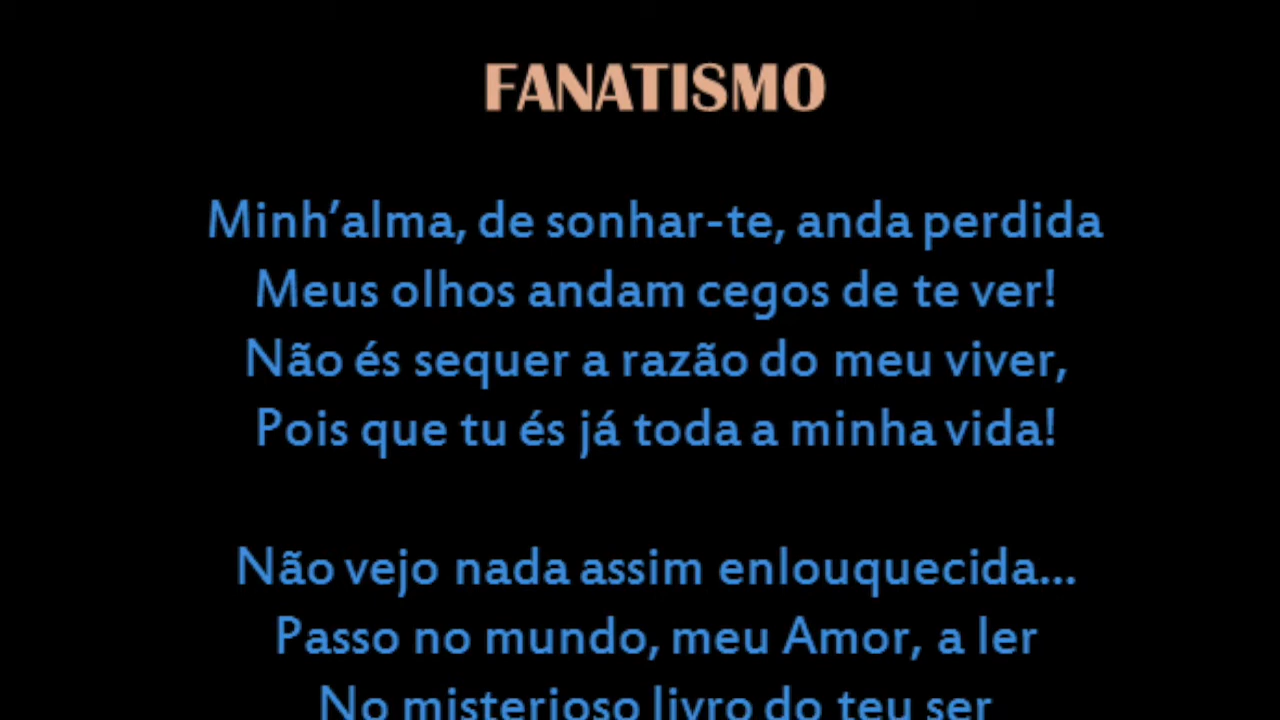 FANATISMO
Minh’alma, de sonhar-te, anda perdida
Meus olhos andam cegos de te ver!
Não és sequer a razão do meu viver,
Pois que tu és já toda a minha vida!
Não vejo nada assim enlouquecida...
Passo no mundo, meu Amor, a ler
No misterioso livro do teu ser